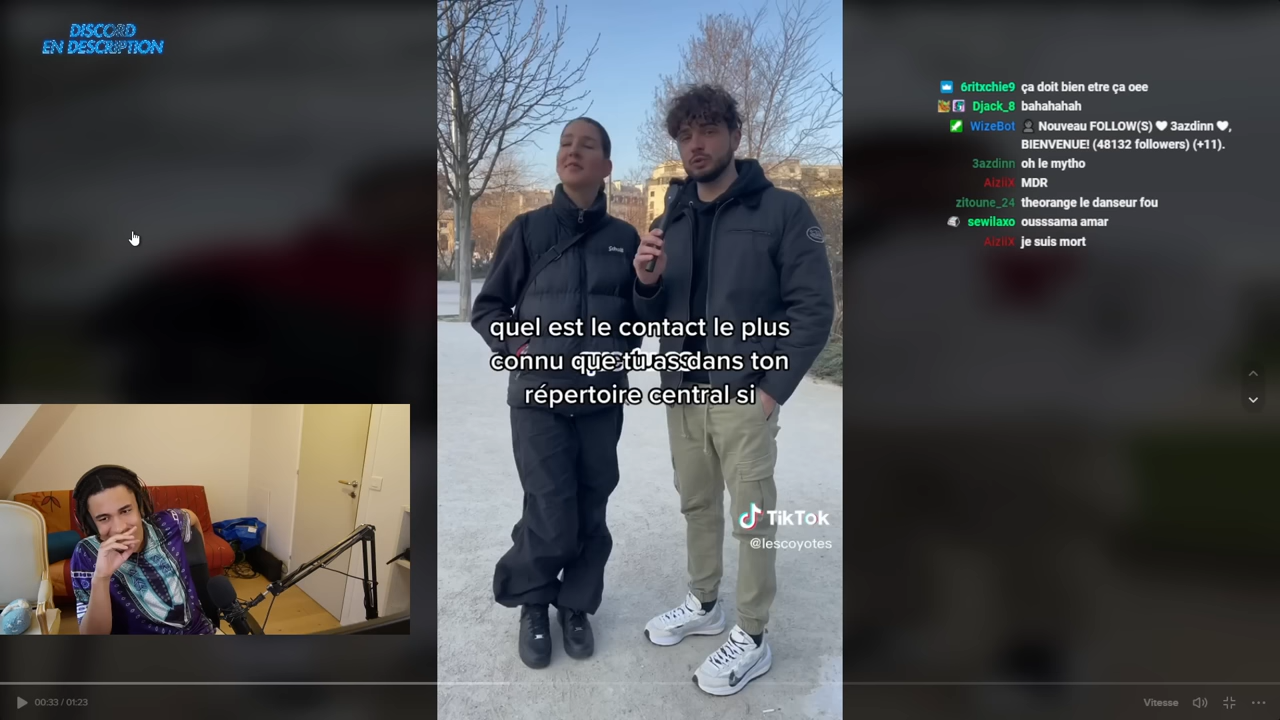 DISCORD
EN DESCRIPTION
6ritxchie9 ça doit bien etre ça oee
Djack_8 bahahahah
WizeBot Nouveau FOLLOW(S) 3azdinn,
BIENVENUE! (48132 followers) (+11).
3azdinn oh le mytho
AiziiX MDR
zitoune_24 theorange le danseur fou
sewilaxo ousssama amar
AiziiX je suis mort
quel est le contact le plus
connu que tu as dans ton
répertoire central si
TikTok
@lescoyotes
00:33 / 01:23
Vitesse